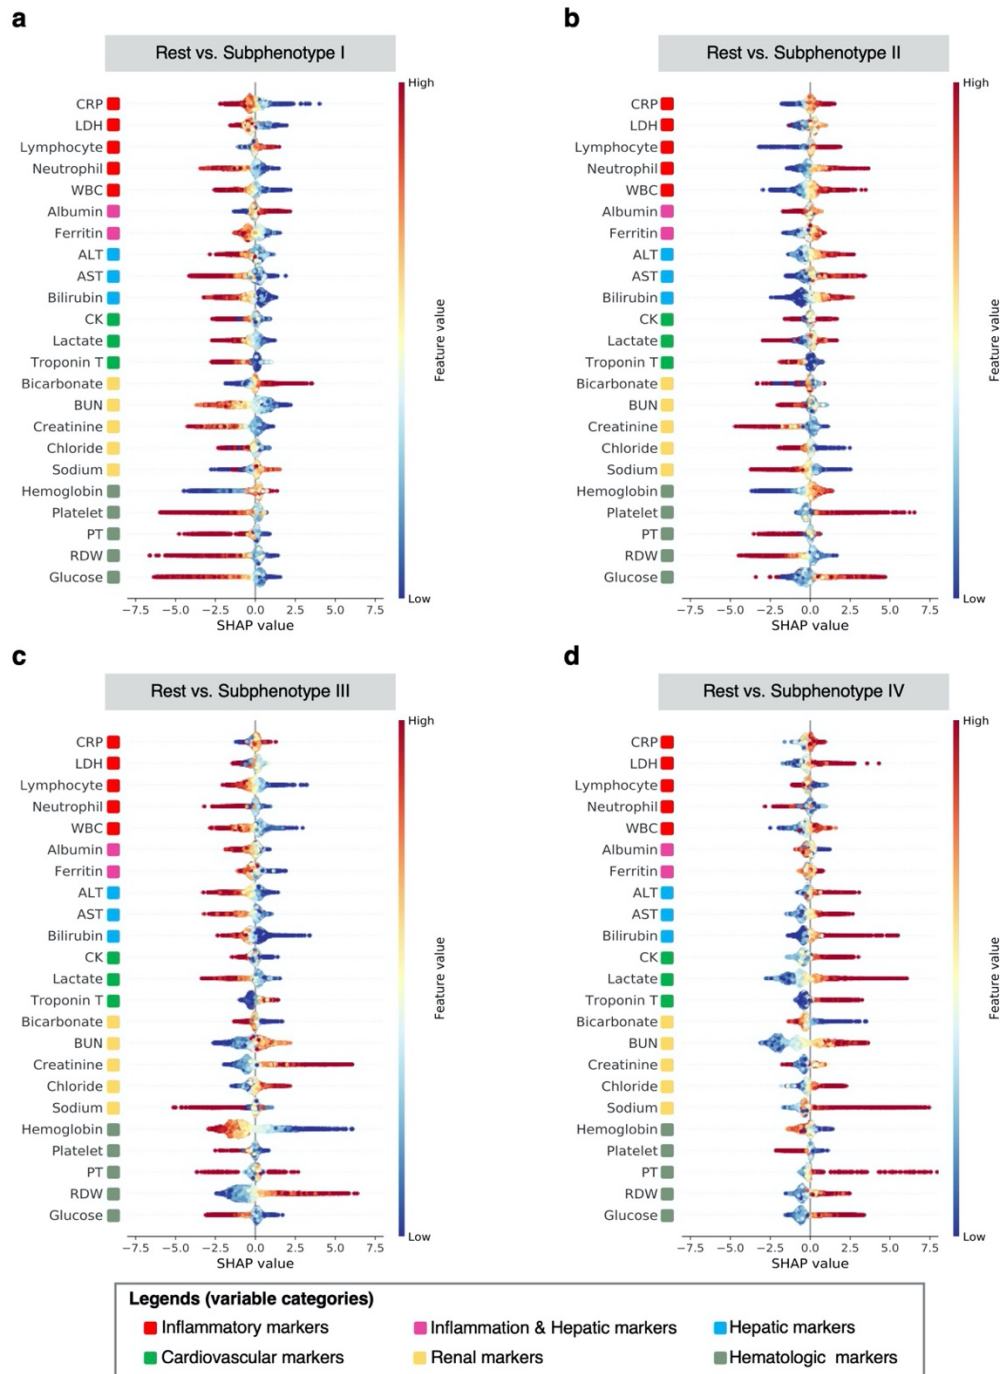 a
Rest vs. Subphenotype I
High
CRP
LDH
Lymphocyte
Neutrophil
WBC
Albumin
Ferritin
ALT
AST
Bilirubin
CK
Lactate
Troponin T
Bicarbonate
BUN
Creatinine
Chloride
Sodium
Hemoglobin
Platelet
PT
RDW
Glucose
Feature value
Low
−7.5 −5.0 −2.5 0.0 2.5 5.0 7.5
SHAP value
b
Rest vs. Subphenotype II
High
CRP
LDH
Lymphocyte
Neutrophil
WBC
Albumin
Ferritin
ALT
AST
Bilirubin
CK
Lactate
Troponin T
Bicarbonate
BUN
Creatinine
Chloride
Sodium
Hemoglobin
Platelet
PT
RDW
Glucose
Feature value
Low
−7.5 −5.0 −2.5 0.0 2.5 5.0 7.5
SHAP value
c
Rest vs. Subphenotype III
High
CRP
LDH
Lymphocyte
Neutrophil
WBC
Albumin
Ferritin
ALT
AST
Bilirubin
CK
Lactate
Troponin T
Bicarbonate
BUN
Creatinine
Chloride
Sodium
Hemoglobin
Platelet
PT
RDW
Glucose
Feature value
Low
−7.5 −5.0 −2.5 0.0 2.5 5.0 7.5
SHAP value
d
Rest vs. Subphenotype IV
High
CRP
LDH
Lymphocyte
Neutrophil
WBC
Albumin
Ferritin
ALT
AST
Bilirubin
CK
Lactate
Troponin T
Bicarbonate
BUN
Creatinine
Chloride
Sodium
Hemoglobin
Platelet
PT
RDW
Glucose
Feature value
Low
−7.5 −5.0 −2.5 0.0 2.5 5.0 7.5
SHAP value
Legends (variable categories)
Inflammatory markers Inflammation & Hepatic markers Hepatic markers
Cardiovascular markers Renal markers Hematologic markers